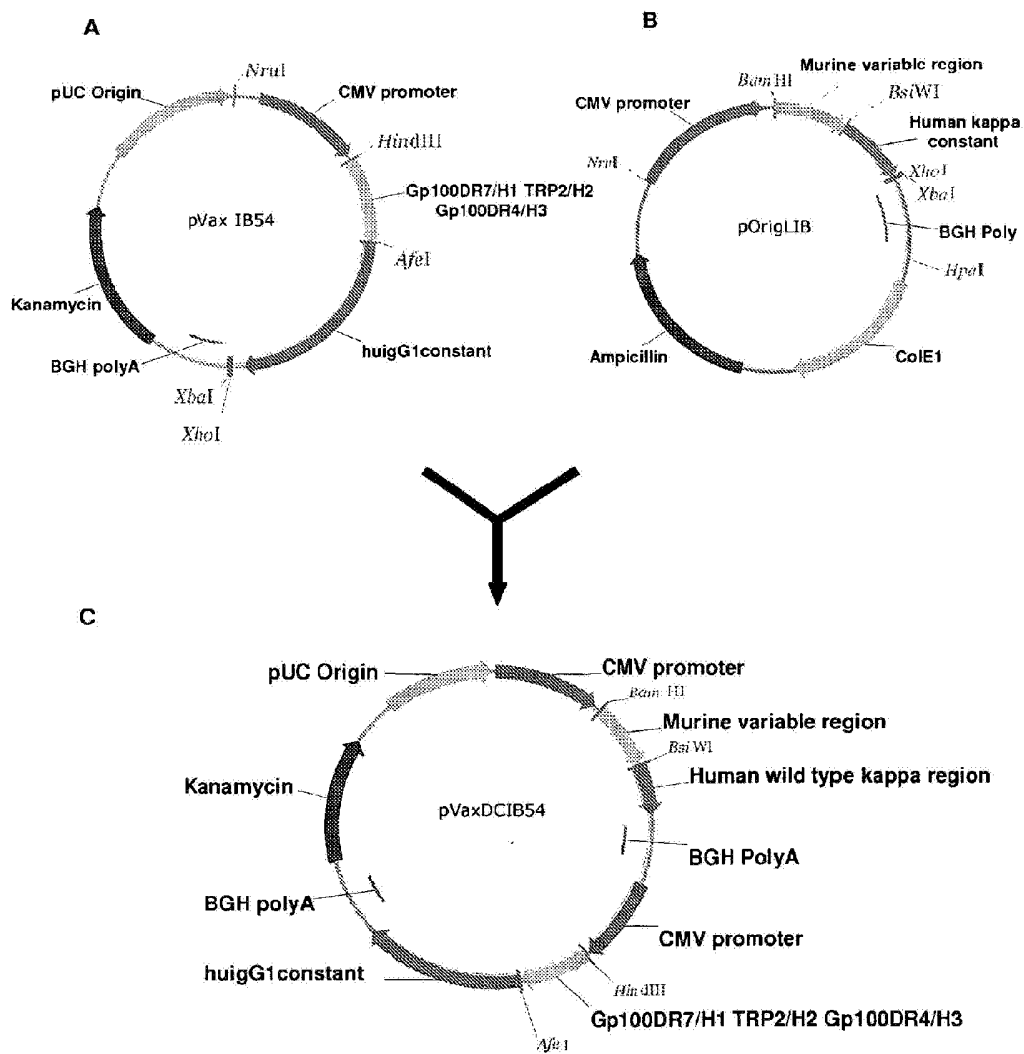 A
NruI
pUC Origin
CMV promoter
HindIII
Gp100DR7/H1 TRP2/H2
Gp100DR4/H3
pVax IB54
AfeI
Kanamycin
huigG1constant
BGH polyA
XbaI
XhoI
B
Murine variable region
BamHI
BsiWI
CMV promoter
Human kappa
constant
NruI
XhoI
XbaI
pOrigLIB
BGH Poly
HpaI
Ampicillin
ColE1
C
pUC Origin
CMV promoter
Bam HI
Murine variable region
BsiWI
Human wild type kappa region
Kanamycin
pVaxDCIB54
BGH PolyA
BGH polyA
CMV promoter
huigG1constant
HindIII
Gp100DR7/H1 TRP2/H2 Gp100DR4/H3
AfeI